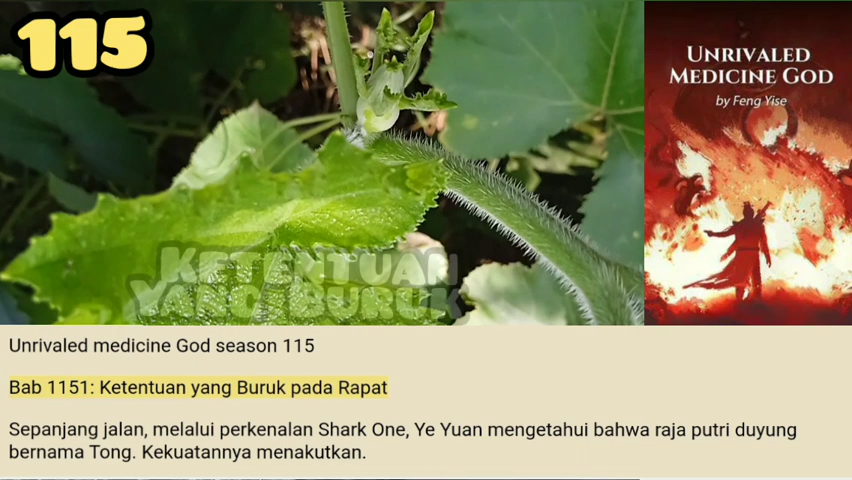 115
UNRIVALED
MEDICINE GOD
by Feng Yise
KETENTUAN
YANG BURUK
Unrivaled medicine God season 115
Bab 1151: Ketentuan yang Buruk pada Rapat
Sepanjang jalan, melalui perkenalan Shark One, Ye Yuan mengetahui bahwa raja putri duyung
bernama Tong. Kekuatannya menakutkan.